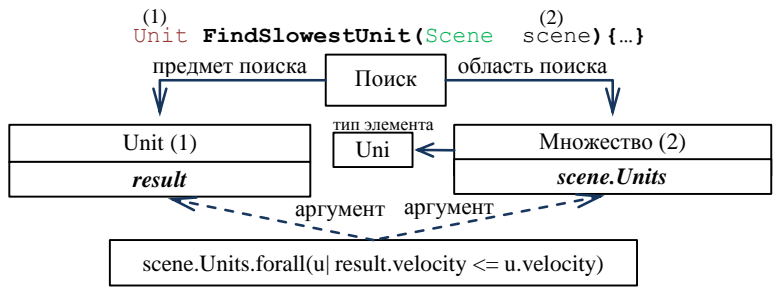 (1) (2)
Unit FindSlowestUnit(Scene scene){…}
предмет поиска Поиск область поиска
тип элемента
Unit (1) Uni Множество (2)
result scene.Units
аргумент аргумент
scene.Units.forall(u| result.velocity <= u.velocity)